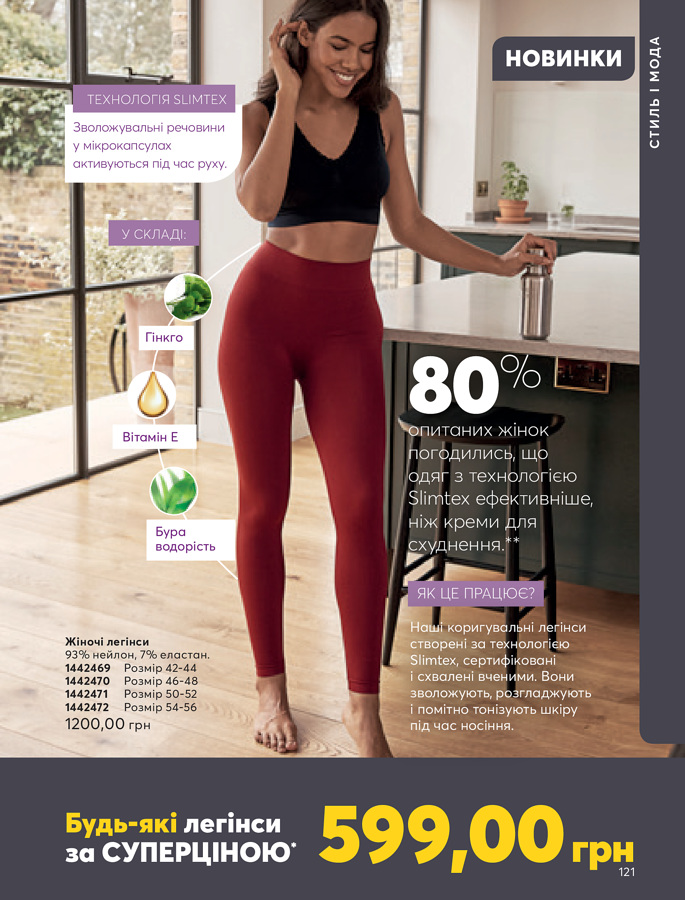 НОВИНКИ
СТИЛЬ І МОДА
ТЕХНОЛОГІЯ SLIMTEX
Зволожувальні речовини
у мікрокапсулах
активуються під час руху.
У СКЛАДІ:
Гінкго
Вітамін Е
Бура
водорість
80%
опитаних жінок
погодились, що
одяг з технологією
Slimtex ефективніше,
ніж креми для
схуднення.**
ЯК ЦЕ ПРАЦЮЄ?
Наші коригувальні легінси
створені за технологією
Slimtex, сертифіковані
і схвалені вченими. Вони
зволожують, розгладжують
і помітно тонізують шкіру
під час носіння.
Жіночі легінси
93% нейлон, 7% еластан.
1442469 Розмір 42-44
1442470 Розмір 46-48
1442471 Розмір 50-52
1442472 Розмір 54-56
1200,00 грн
Будь-які легінси
за СУПЕРЦІНОЮ*
599,00 грн
121